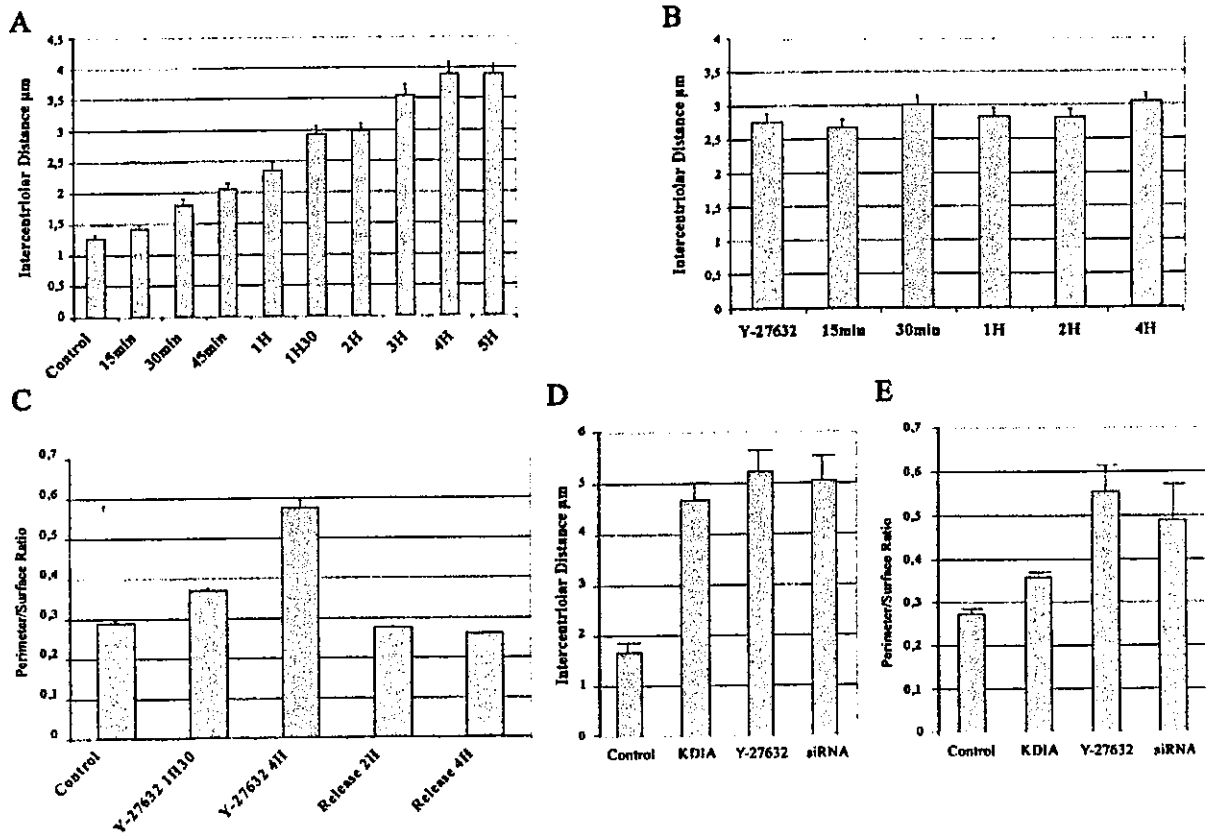 A
Intercentriolar Distance µm
4,5
4
3,5
3
2,5
2
1,5
1
0,5
0
Control
15min
30min
45min
1H
1H30
2H
3H
4H
5H
B
Intercentriolar Distance µm
4
3,5
3
2,5
2
1,5
1
0,5
0
Y-27632
15min
30min
1H
2H
4H
C
Perimeter/Surface Ratio
0,7
0,6
0,5
0,4
0,3
0,2
0,1
0
Control
Y-27632 1H30
Y-27632 4H
Release 2H
Release 4H
D
Intercentriolar Distance µm
6
5
4
3
2
1
0
Control
KDIA
Y-27632
siRNA
E
Perimeter/Surface Ratio
0,7
0,6
0,5
0,4
0,3
0,2
0,1
0
Control
KDIA
Y-27632
siRNA